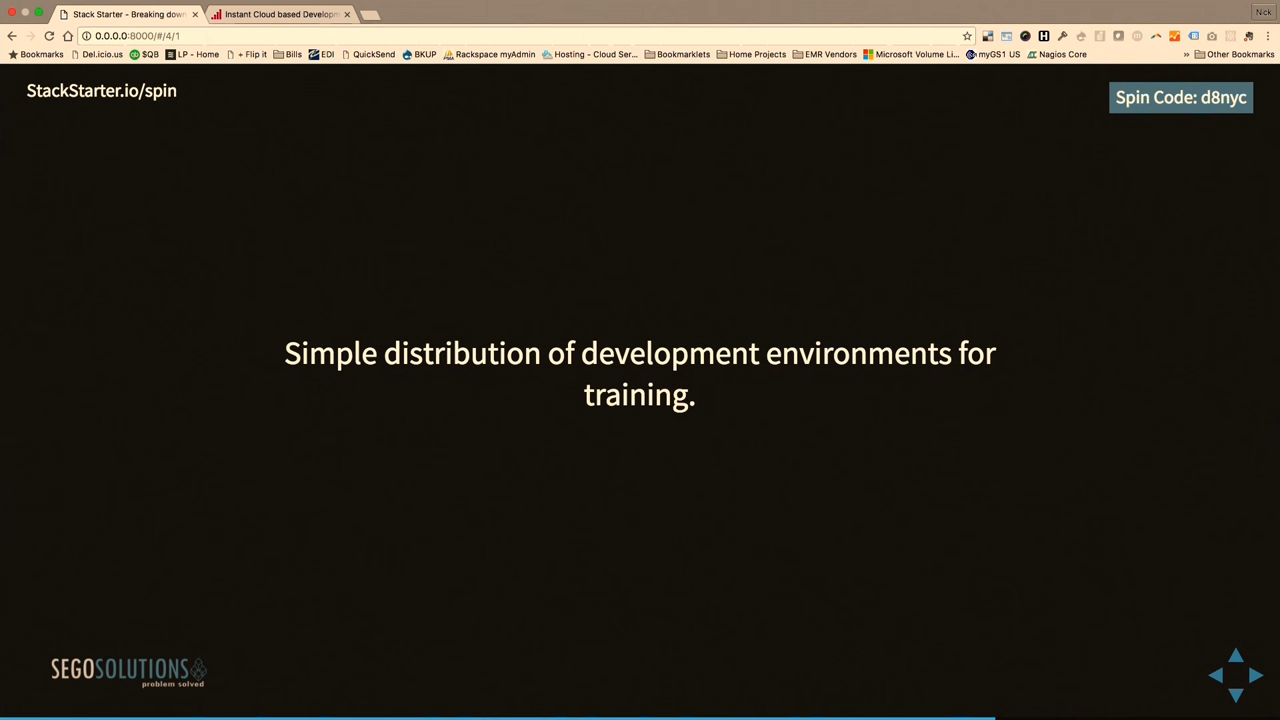 Stack Starter - Breaking down
Instant Cloud based Developm
Nick
0.0.0.0:8000/#/4/1
Bookmarks
Del.icio.us
$QB
LP - Home
+ Flip it
Bills
EDI
QuickSend
BKUP
Rackspace myAdmin
Hosting - Cloud Serv...
Bookmarklets
Home Projects
EMR Vendors
Microsoft Volume Li...
myGS1 US
Nagios Core
» Other Bookmarks
StackStarter.io/spin
Spin Code: d8nyc
Simple distribution of development environments for
training.
SEGOSOLUTIONS
problem solved